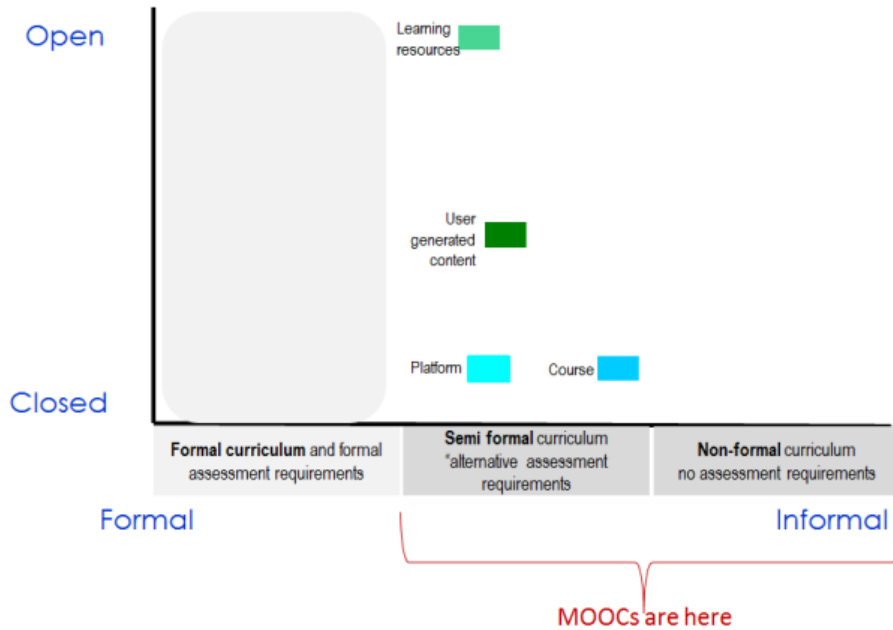 Open
Learning
resources
User
generated
content
Platform
Course
Closed
Formal curriculum and formal
assessment requirements
Semi formal curriculum
"alternative assessment
requirements
Non-formal curriculum
no assessment requirements
Formal
Informal
MOOCs are here